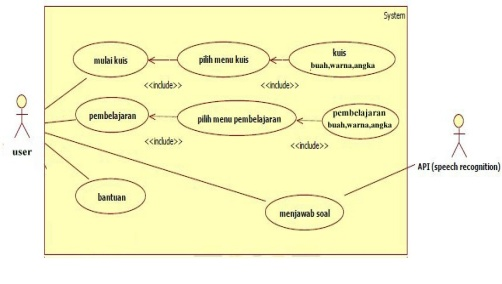 System
mulai kuis
pilih menu kuis
kuis
buah,warna,angka
<<include>>
<<include>>
pembelajaran
pilih menu pembelajaran
pembelajaran
buah,warna,angka
<<include>>
<<include>>
user
API (speech recognition)
bantuan
menjawab soal